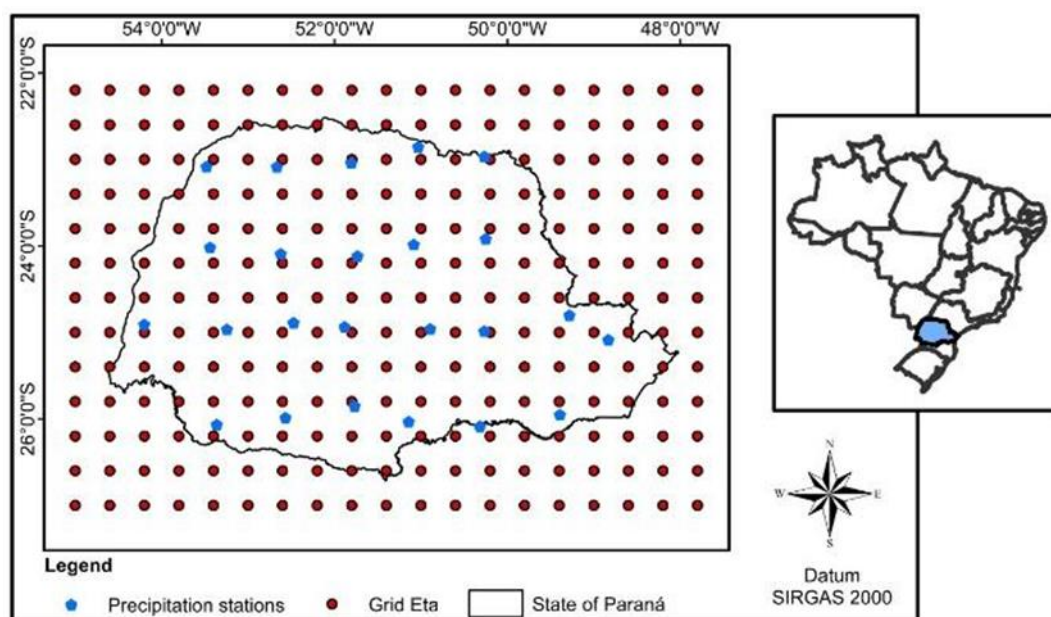 54°0'0"W 52°0'0"W 50°0'0"W 48°0'0"W
22°0'0"S
24°0'0"S
26°0'0"S
N
W E
S
Legend
Precipitation stations Grid Eta State of Paraná
Datum
SIRGAS 2000